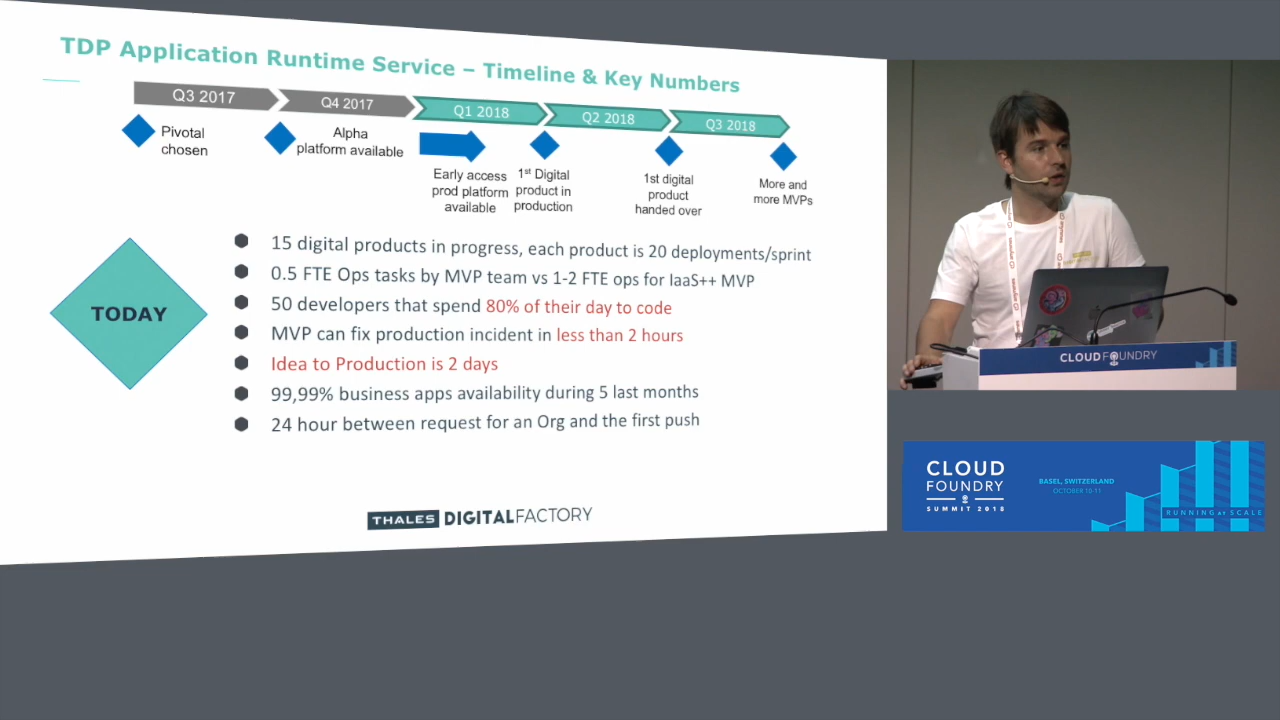 TDP Application Runtime Service – Timeline & Key Numbers
Q3 2017
Q4 2017
Q1 2018
Q2 2018
Q3 2018
Pivotal
chosen
Alpha
platform available
Early access
prod platform
available
1st Digital
product in
production
1st digital
product
handed over
More and
more MVPs
TODAY
15 digital products in progress, each product is 20 deployments/sprint
0.5 FTE Ops tasks by MVP team vs 1-2 FTE ops for IaaS++ MVP
50 developers that spend 80% of their day to code
MVP can fix production incident in less than 2 hours
Idea to Production is 2 days
99,99% business apps availability during 5 last months
24 hour between request for an Org and the first push
THALES DIGITALFACTORY
CLOUD FOUNDRY
CLOUD
FOUNDRY
SUMMIT 2018
BASEL, SWITZERLAND
OCTOBER 10-11
RUNNING AT SCALE